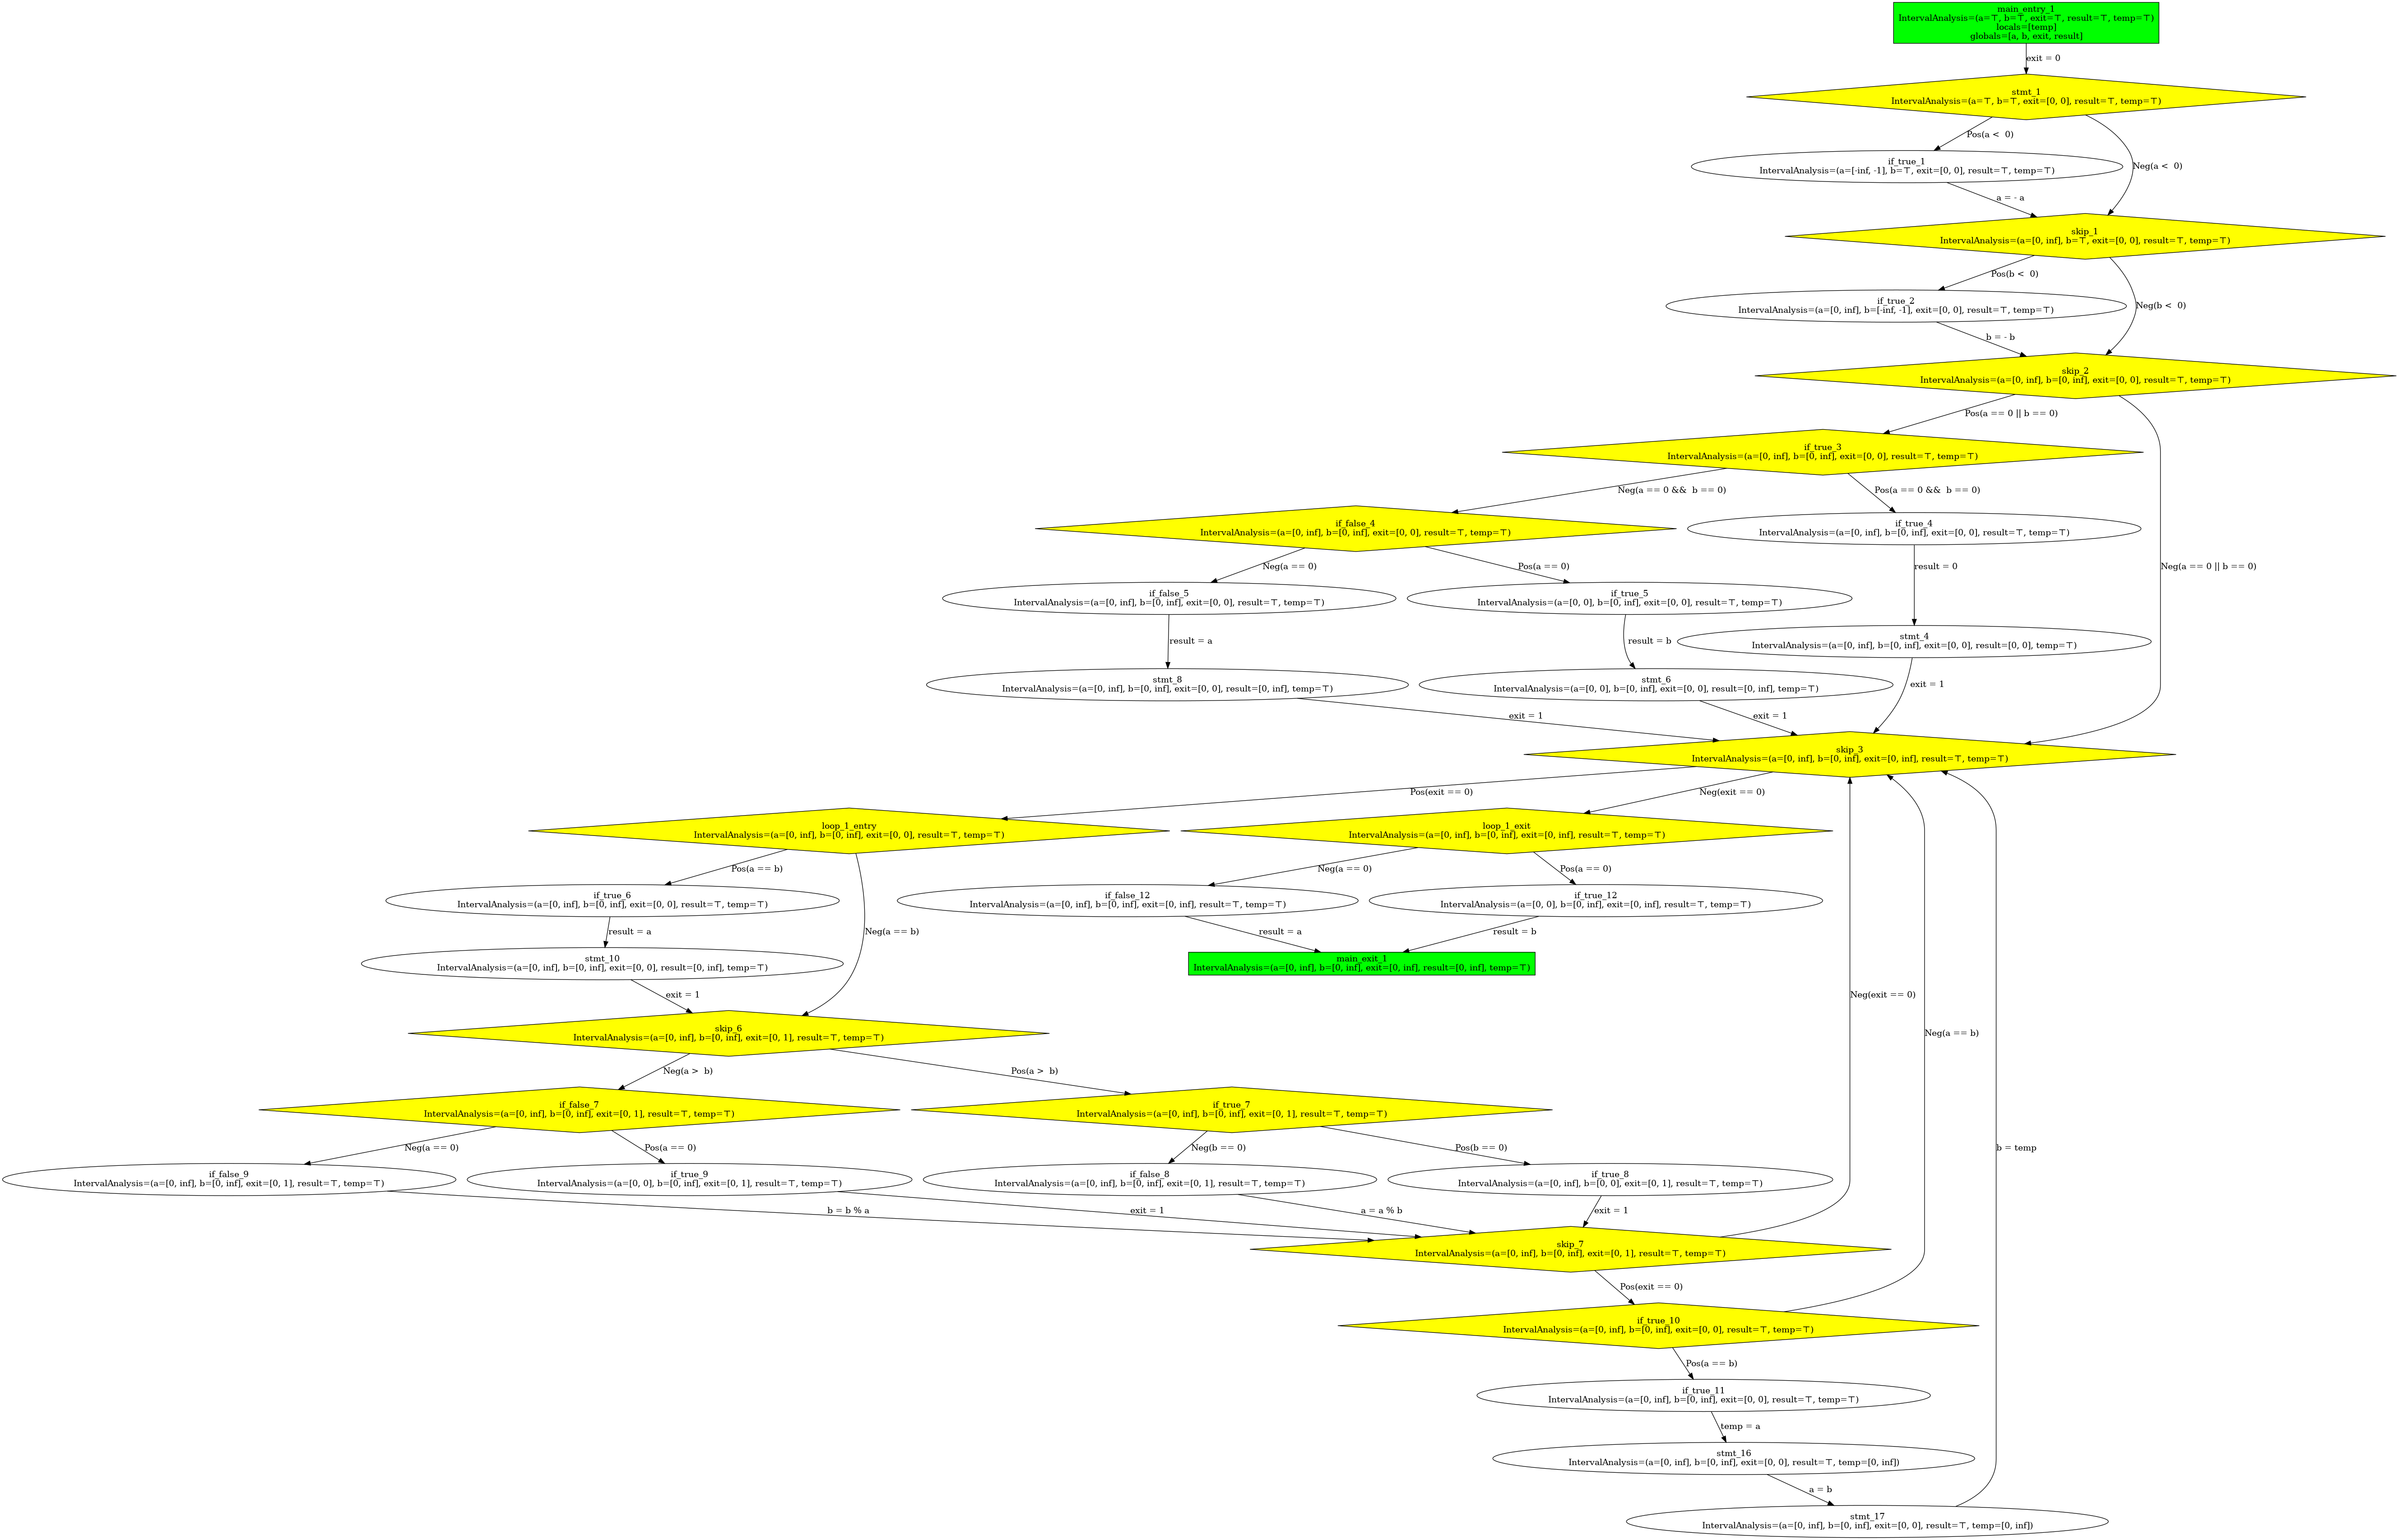 main_entry_1
IntervalAnalysis=(a=⊤, b=⊤, exit=⊤, result=⊤, temp=⊤)
locals=[temp]
globals=[a, b, exit, result]
exit = 0
stmt_1
IntervalAnalysis=(a=⊤, b=⊤, exit=[0, 0], result=⊤, temp=⊤)
Pos(a <  0)
Neg(a <  0)
if_true_1
IntervalAnalysis=(a=[-inf, -1], b=⊤, exit=[0, 0], result=⊤, temp=⊤)
a = - a
skip_1
IntervalAnalysis=(a=[0, inf], b=⊤, exit=[0, 0], result=⊤, temp=⊤)
Pos(b <  0)
Neg(b <  0)
if_true_2
IntervalAnalysis=(a=[0, inf], b=[-inf, -1], exit=[0, 0], result=⊤, temp=⊤)
b = - b
skip_2
IntervalAnalysis=(a=[0, inf], b=[0, inf], exit=[0, 0], result=⊤, temp=⊤)
Pos(a == 0 || b == 0)
Neg(a == 0 || b == 0)
if_true_3
IntervalAnalysis=(a=[0, inf], b=[0, inf], exit=[0, 0], result=⊤, temp=⊤)
Neg(a == 0 &&  b == 0)
Pos(a == 0 &&  b == 0)
if_false_4
IntervalAnalysis=(a=[0, inf], b=[0, inf], exit=[0, 0], result=⊤, temp=⊤)
if_true_4
IntervalAnalysis=(a=[0, inf], b=[0, inf], exit=[0, 0], result=⊤, temp=⊤)
Neg(a == 0)
Pos(a == 0)
result = 0
if_false_5
IntervalAnalysis=(a=[0, inf], b=[0, inf], exit=[0, 0], result=⊤, temp=⊤)
if_true_5
IntervalAnalysis=(a=[0, 0], b=[0, inf], exit=[0, 0], result=⊤, temp=⊤)
result = a
result = b
stmt_4
IntervalAnalysis=(a=[0, inf], b=[0, inf], exit=[0, 0], result=[0, 0], temp=⊤)
stmt_8
IntervalAnalysis=(a=[0, inf], b=[0, inf], exit=[0, 0], result=[0, inf], temp=⊤)
stmt_6
IntervalAnalysis=(a=[0, 0], b=[0, inf], exit=[0, 0], result=[0, inf], temp=⊤)
exit = 1
exit = 1
exit = 1
skip_3
IntervalAnalysis=(a=[0, inf], b=[0, inf], exit=[0, inf], result=⊤, temp=⊤)
Pos(exit == 0)
Neg(exit == 0)
loop_1_entry
IntervalAnalysis=(a=[0, inf], b=[0, inf], exit=[0, 0], result=⊤, temp=⊤)
loop_1_exit
IntervalAnalysis=(a=[0, inf], b=[0, inf], exit=[0, inf], result=⊤, temp=⊤)
Pos(a == b)
Neg(a == 0)
Pos(a == 0)
if_true_6
IntervalAnalysis=(a=[0, inf], b=[0, inf], exit=[0, 0], result=⊤, temp=⊤)
if_false_12
IntervalAnalysis=(a=[0, inf], b=[0, inf], exit=[0, inf], result=⊤, temp=⊤)
if_true_12
IntervalAnalysis=(a=[0, 0], b=[0, inf], exit=[0, inf], result=⊤, temp=⊤)
result = a
Neg(a == b)
result = a
result = b
stmt_10
IntervalAnalysis=(a=[0, inf], b=[0, inf], exit=[0, 0], result=[0, inf], temp=⊤)
main_exit_1
IntervalAnalysis=(a=[0, inf], b=[0, inf], exit=[0, inf], result=[0, inf], temp=⊤)
exit = 1
Neg(exit == 0)
skip_6
IntervalAnalysis=(a=[0, inf], b=[0, inf], exit=[0, 1], result=⊤, temp=⊤)
Neg(a == b)
Neg(a >  b)
Pos(a >  b)
if_false_7
IntervalAnalysis=(a=[0, inf], b=[0, inf], exit=[0, 1], result=⊤, temp=⊤)
if_true_7
IntervalAnalysis=(a=[0, inf], b=[0, inf], exit=[0, 1], result=⊤, temp=⊤)
Neg(a == 0)
Pos(a == 0)
Neg(b == 0)
Pos(b == 0)
b = temp
if_false_9
IntervalAnalysis=(a=[0, inf], b=[0, inf], exit=[0, 1], result=⊤, temp=⊤)
if_true_9
IntervalAnalysis=(a=[0, 0], b=[0, inf], exit=[0, 1], result=⊤, temp=⊤)
if_false_8
IntervalAnalysis=(a=[0, inf], b=[0, inf], exit=[0, 1], result=⊤, temp=⊤)
if_true_8
IntervalAnalysis=(a=[0, inf], b=[0, 0], exit=[0, 1], result=⊤, temp=⊤)
b = b % a
exit = 1
a = a % b
exit = 1
skip_7
IntervalAnalysis=(a=[0, inf], b=[0, inf], exit=[0, 1], result=⊤, temp=⊤)
Pos(exit == 0)
if_true_10
IntervalAnalysis=(a=[0, inf], b=[0, inf], exit=[0, 0], result=⊤, temp=⊤)
Pos(a == b)
if_true_11
IntervalAnalysis=(a=[0, inf], b=[0, inf], exit=[0, 0], result=⊤, temp=⊤)
temp = a
stmt_16
IntervalAnalysis=(a=[0, inf], b=[0, inf], exit=[0, 0], result=⊤, temp=[0, inf])
a = b
stmt_17
IntervalAnalysis=(a=[0, inf], b=[0, inf], exit=[0, 0], result=⊤, temp=[0, inf])